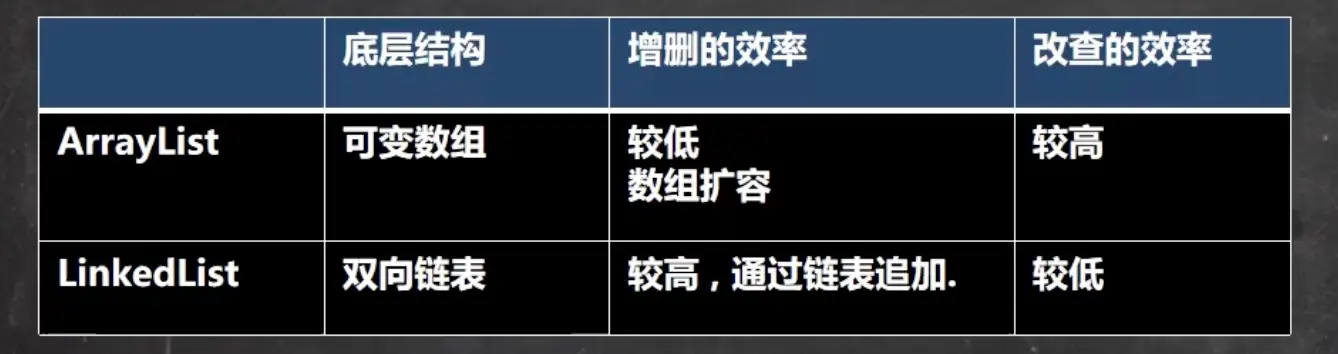 底层结构 增删的效率 改查的效率
ArrayList 可变数组 较低 较高
数组扩容
LinkedList 双向链表 较高，通过链表追加. 较低